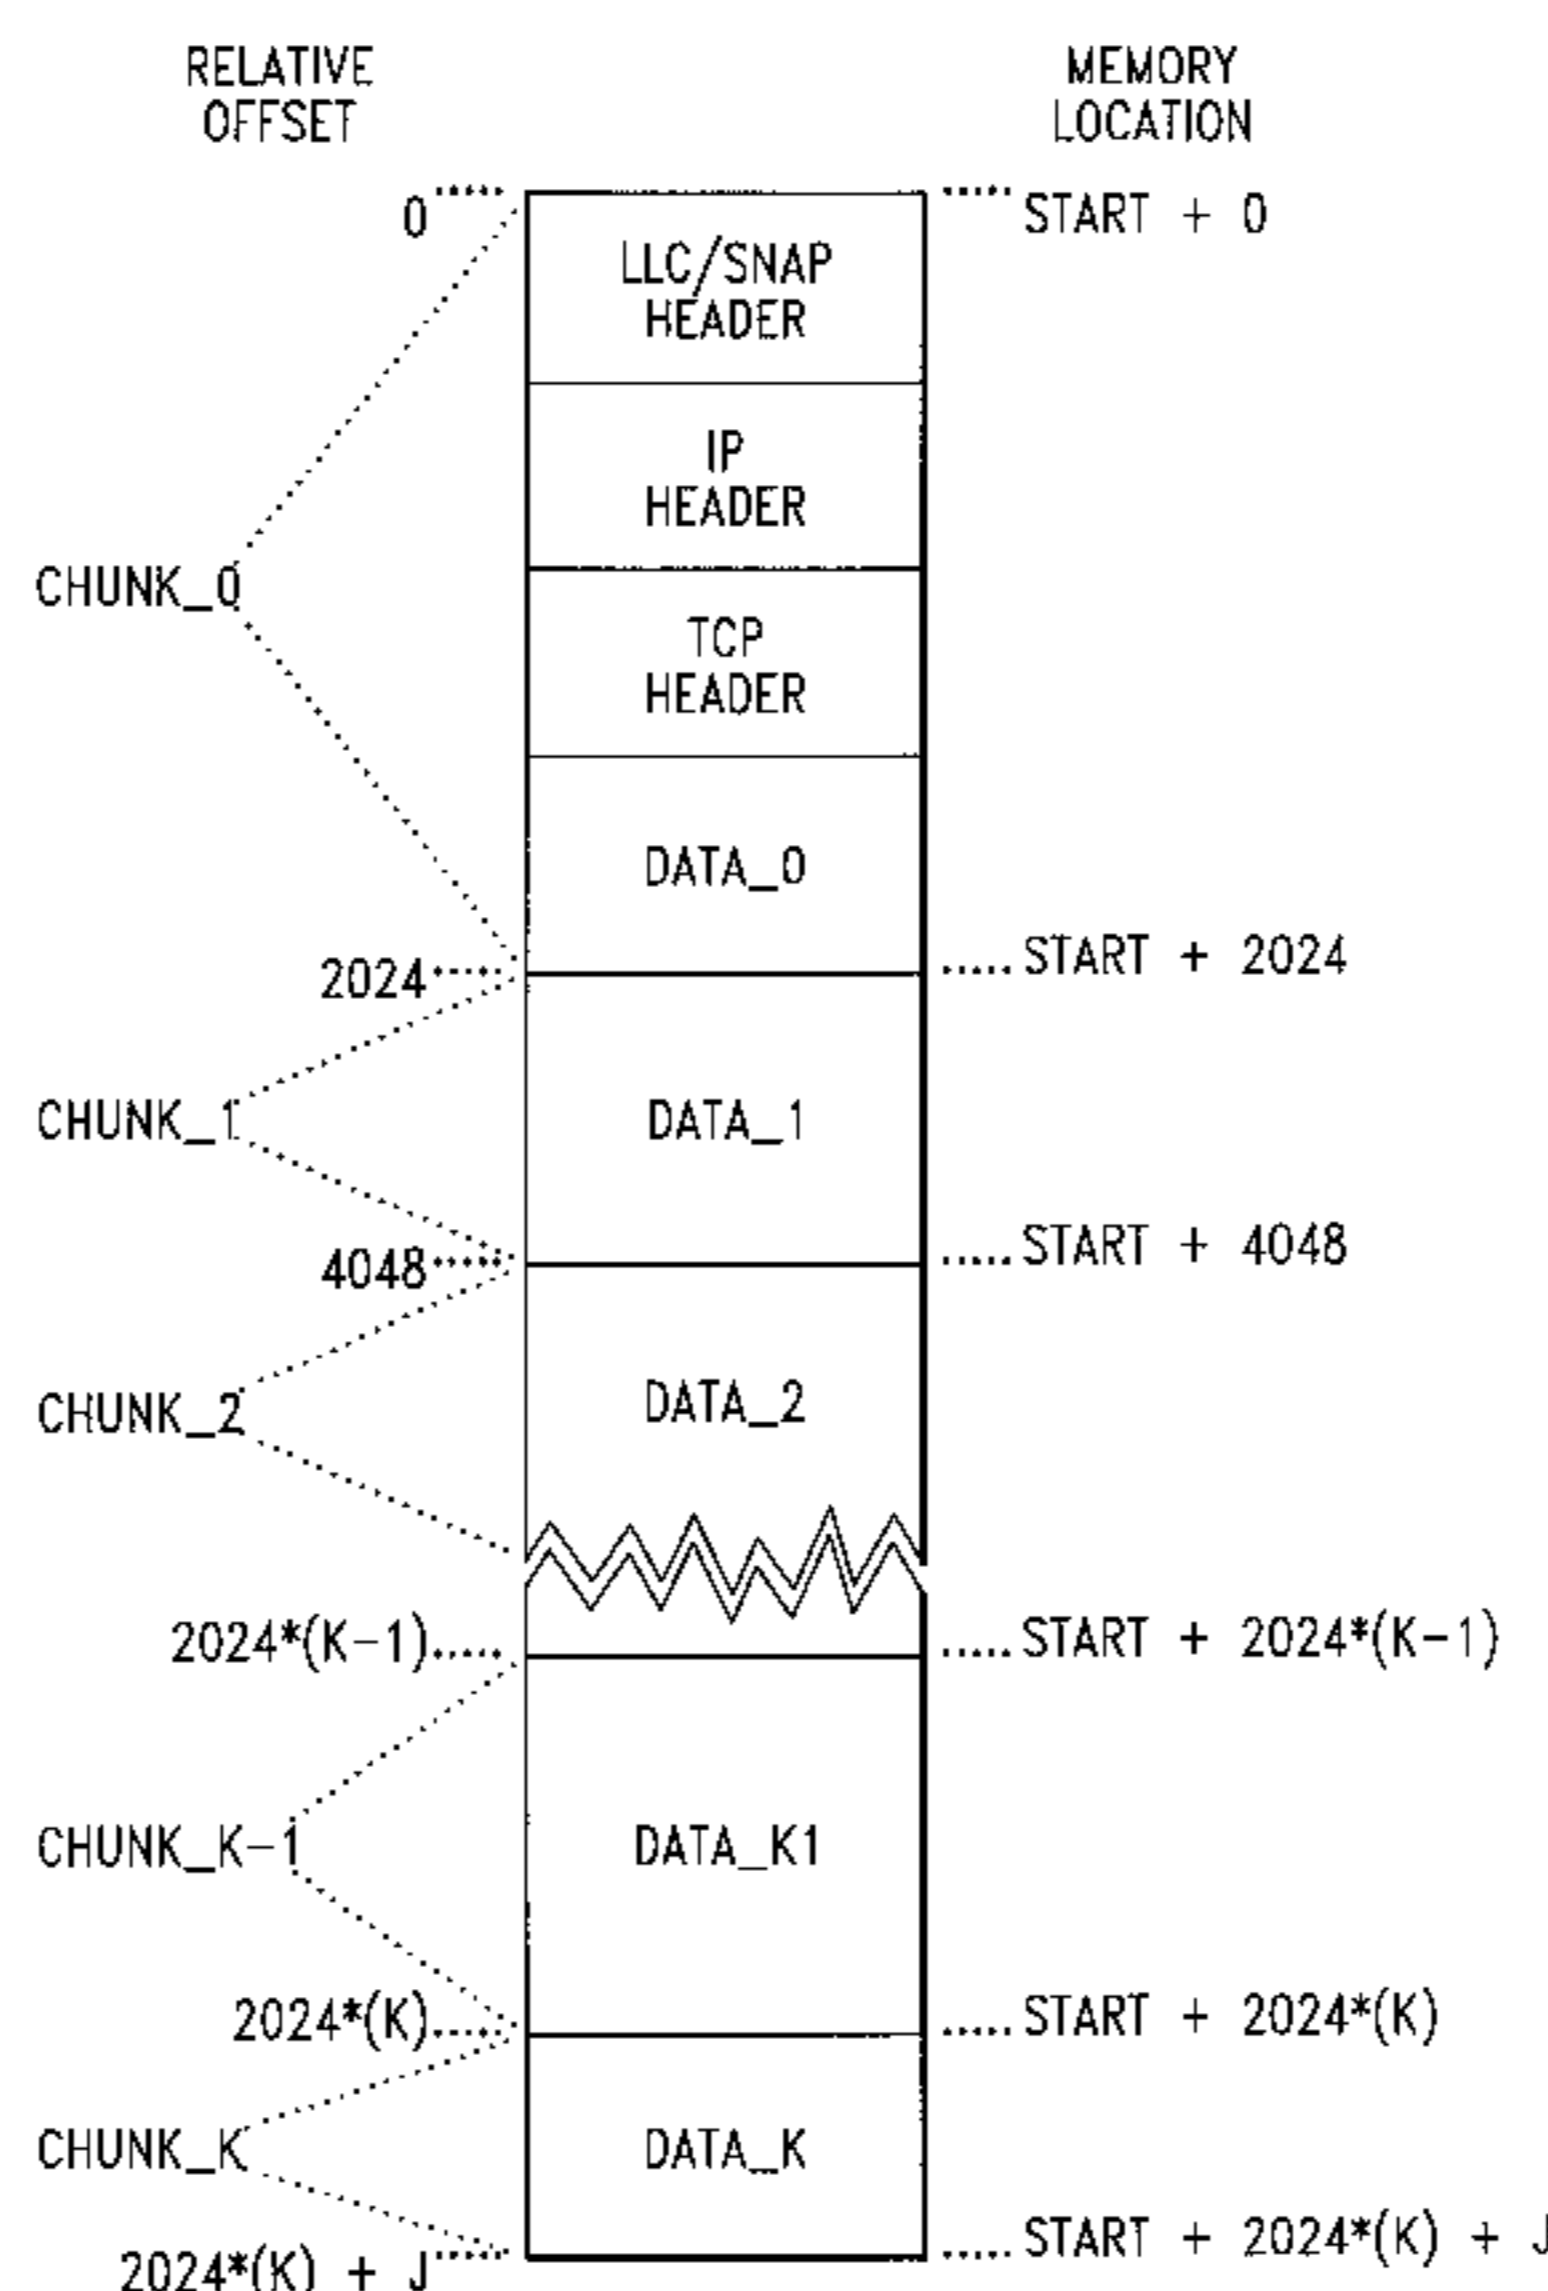 RELATIVE
OFFSET
MEMORY
LOCATION
0
START + 0
LLC/SNAP
HEADER
IP
HEADER
CHUNK_0
TCP
HEADER
DATA_0
2024
START + 2024
CHUNK_1
DATA_1
4048
START + 4048
CHUNK_2
DATA_2
2024*(K-1)
START + 2024*(K-1)
CHUNK_K-1
DATA_K1
2024*(K)
START + 2024*(K)
CHUNK_K
DATA_K
2024*(K) + J
START + 2024*(K) + J